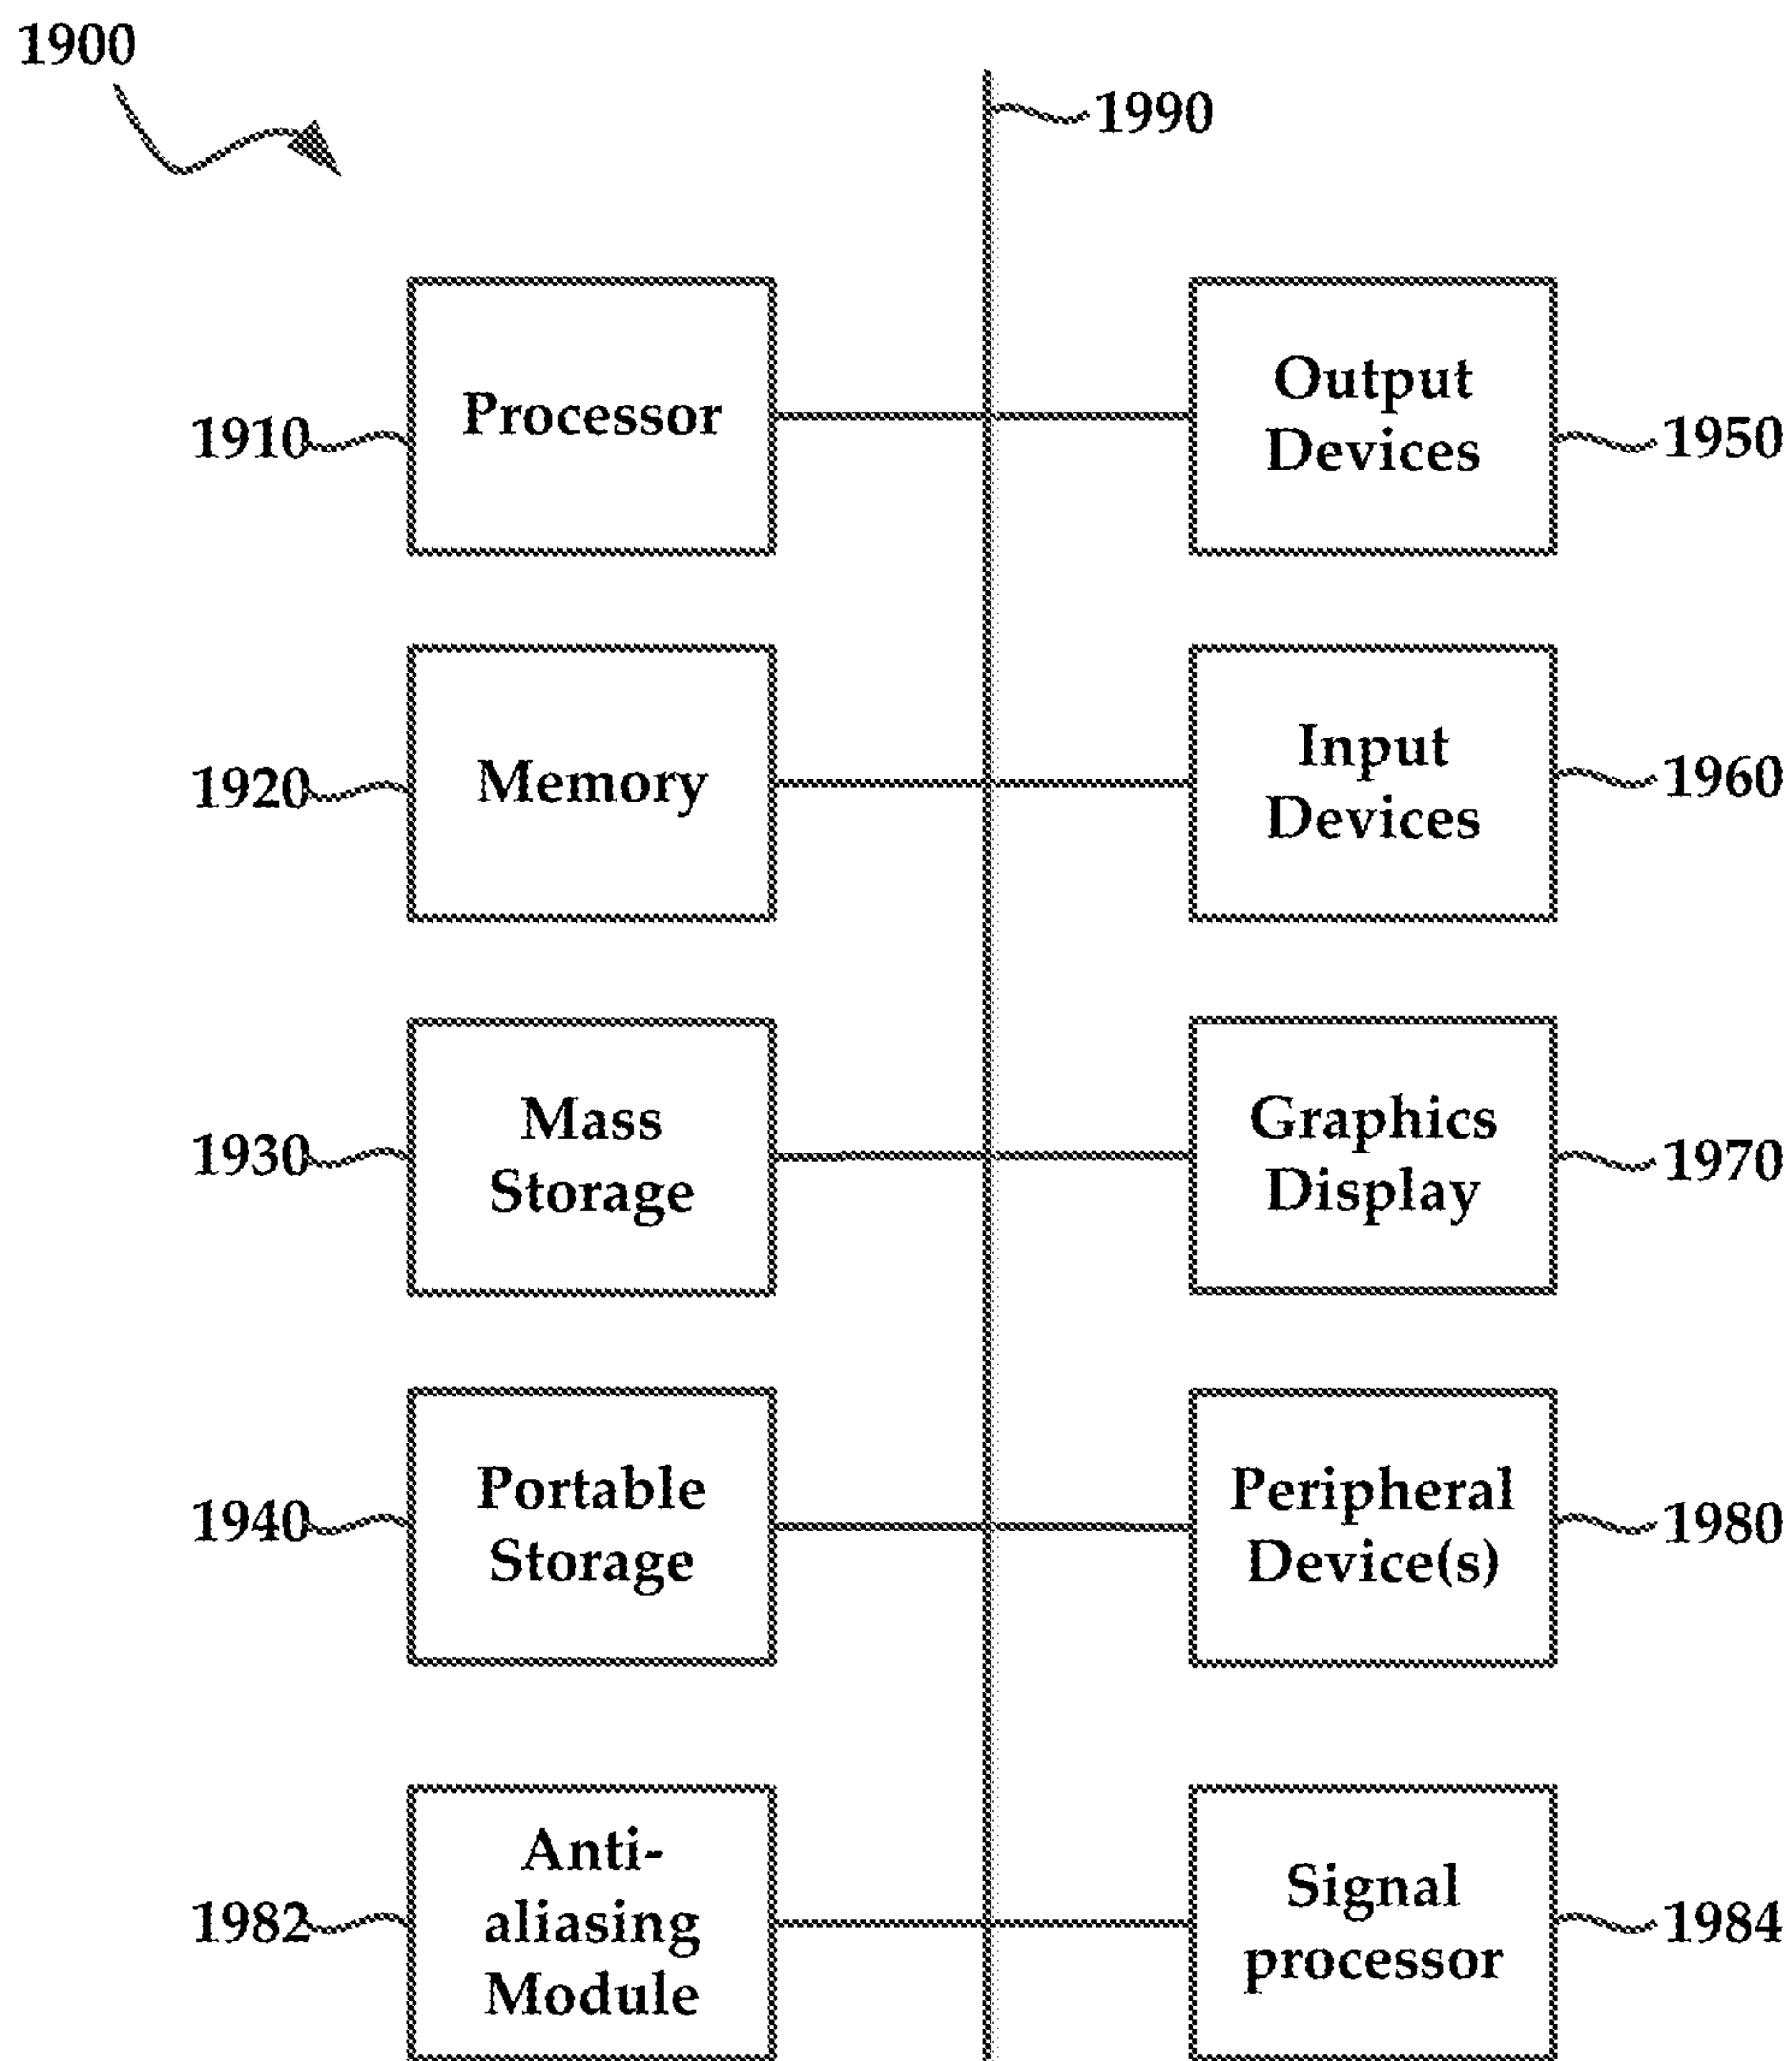 1900
1990
Processor
1910
Output
Devices
1950
Memory
1920
Input
Devices
1960
Mass
Storage
1930
Graphics
Display
1970
Portable
Storage
1940
Peripheral
Device(s)
1980
Anti-
aliasing
Module
1982
Signal
processor
1984